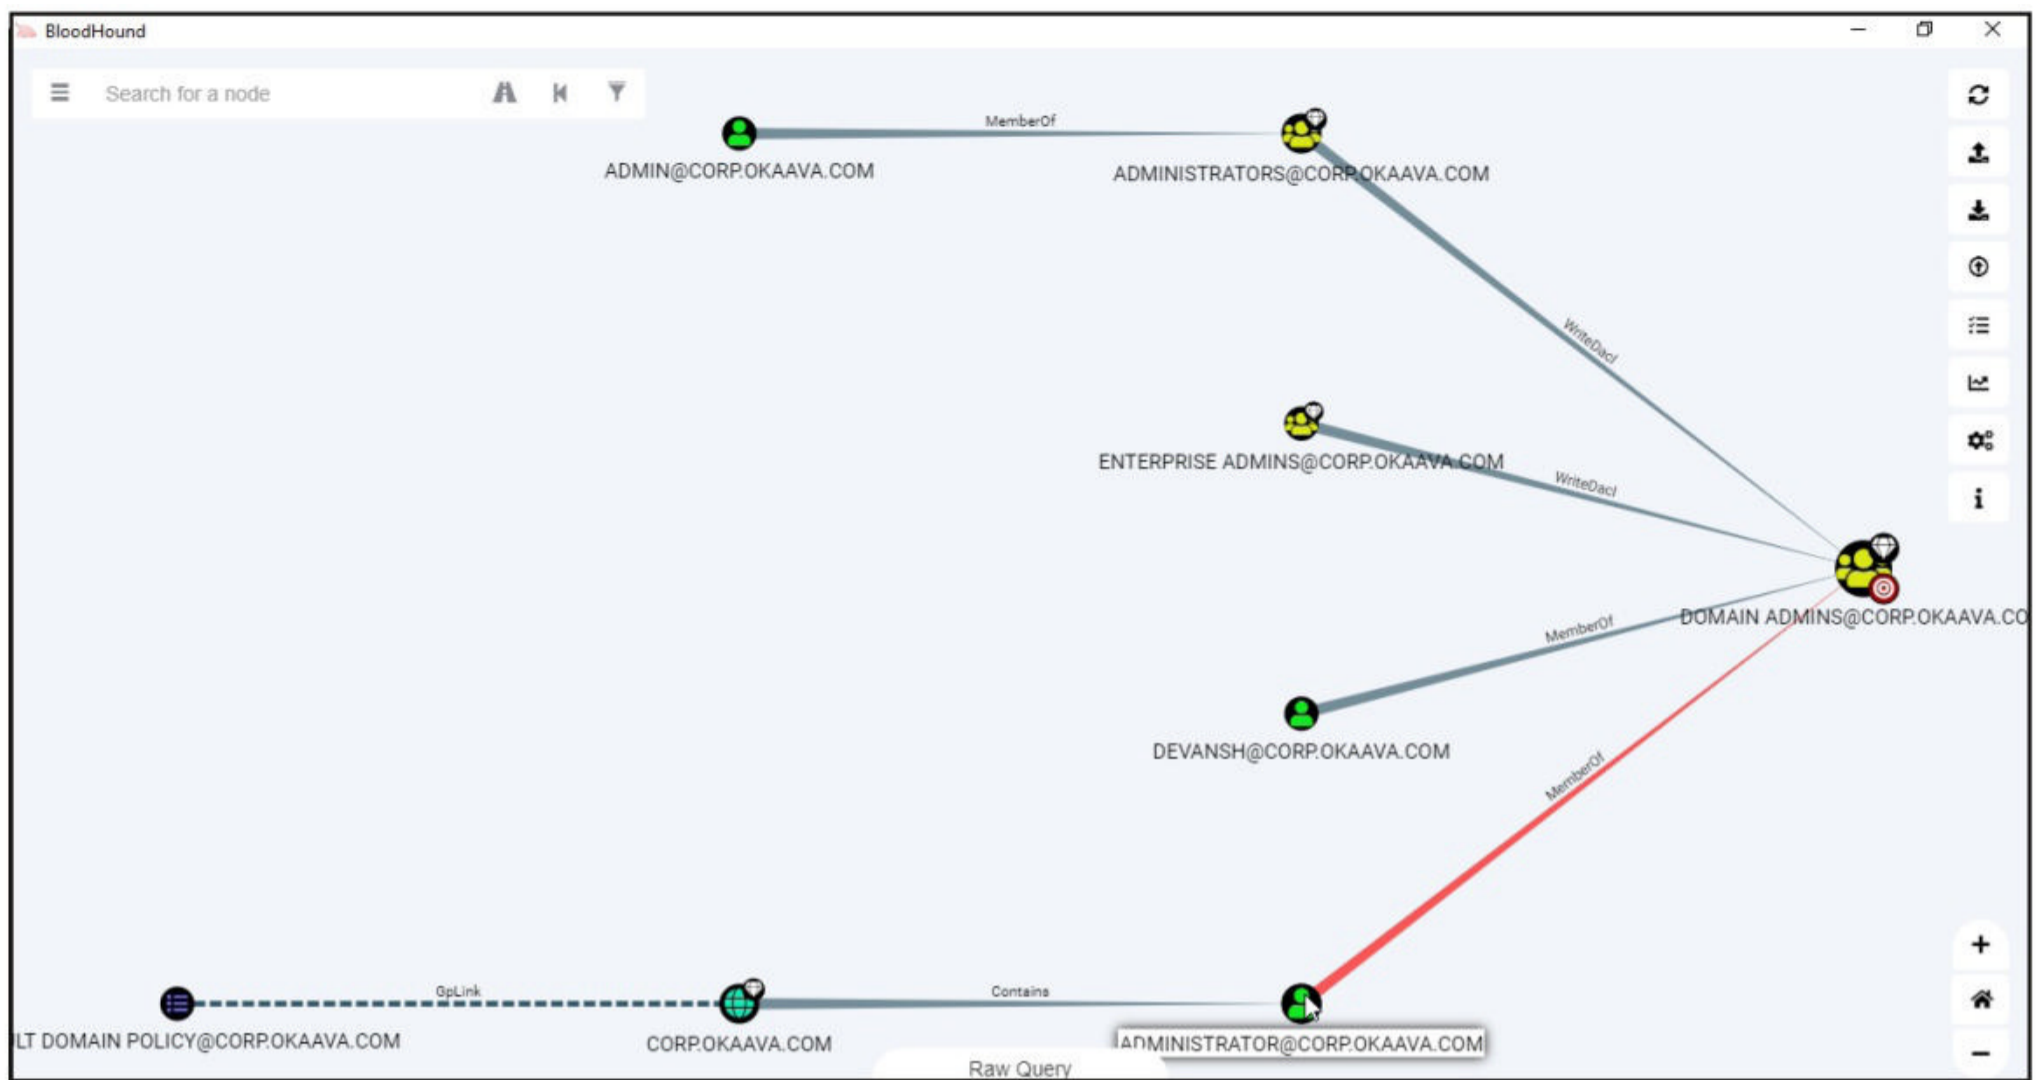 BloodHound
Search for a node
MemberOf
ADMIN@CORP.OKAAVA.COM
ADMINISTRATORS@CORP.OKAAVA.COM
WriteDacl
ENTERPRISE ADMINS@CORP.OKAAVA.COM
WriteDacl
DOMAIN ADMINS@CORP.OKAAVA.CO
MemberOf
DEVANSH@CORP.OKAAVA.COM
MemberOf
GpLink
Contains
LT DOMAIN POLICY@CORP.OKAAVA.COM
CORP.OKAAVA.COM
ADMINISTRATOR@CORP.OKAAVA.COM
Raw Query